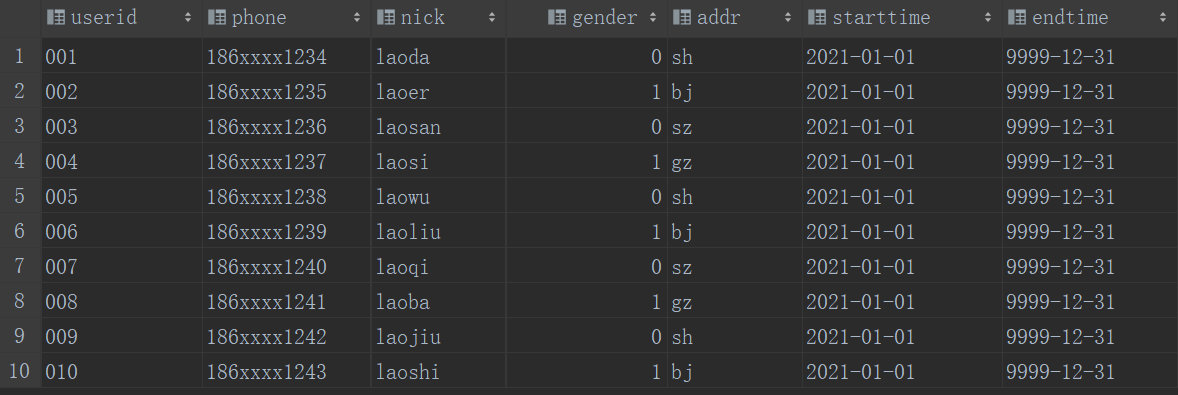 userid phone nick gender addr starttime endtime
1 001 186xxxx1234 laoda 0 sh 2021-01-01 9999-12-31
2 002 186xxxx1235 laoer 1 bj 2021-01-01 9999-12-31
3 003 186xxxx1236 laosan 0 sz 2021-01-01 9999-12-31
4 004 186xxxx1237 laosi 1 gz 2021-01-01 9999-12-31
5 005 186xxxx1238 laowu 0 sh 2021-01-01 9999-12-31
6 006 186xxxx1239 laoliu 1 bj 2021-01-01 9999-12-31
7 007 186xxxx1240 laoqi 0 sz 2021-01-01 9999-12-31
8 008 186xxxx1241 laoba 1 gz 2021-01-01 9999-12-31
9 009 186xxxx1242 laojiu 0 sh 2021-01-01 9999-12-31
10 010 186xxxx1243 laoshi 1 bj 2021-01-01 9999-12-31